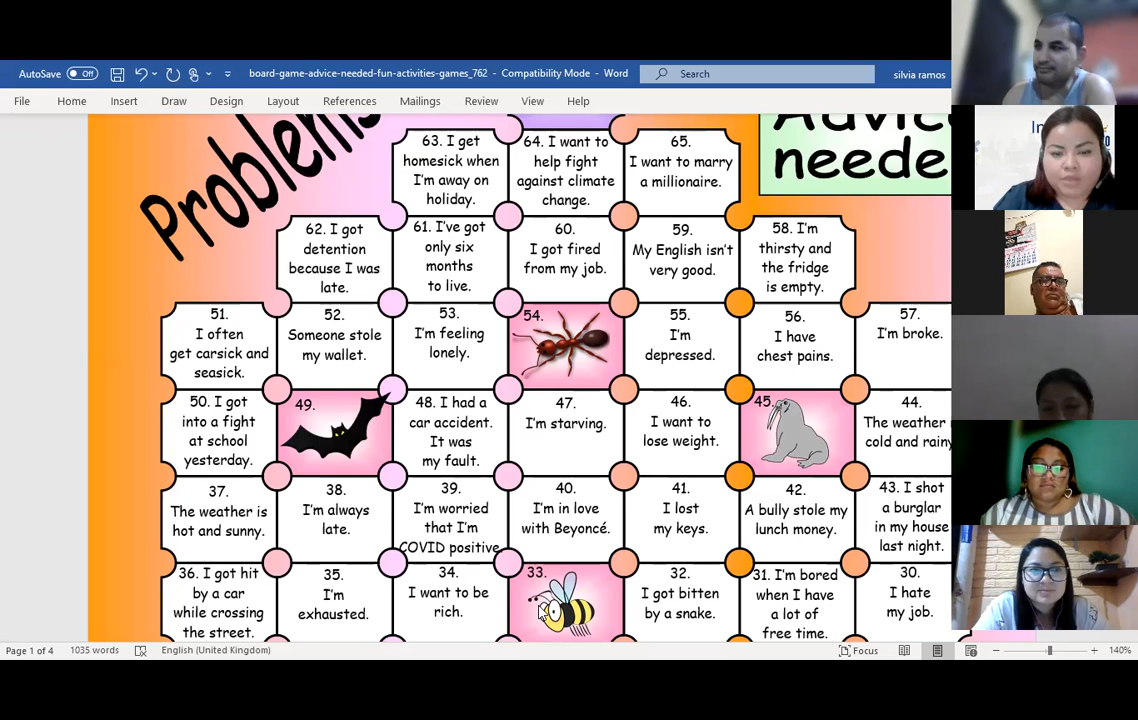 AutoSave Off
board-game-advice-needed-fun-activities-games_762 - Compatibility Mode - Word
Search
silvia ramos
File Home Insert Draw Design Layout References Mailings Review View Help
Problems
Advice
neede
63. I get
homesick when
I'm away on
holiday.
64. I want to
help fight
against climate
change.
65.
I want to marry
a millionaire.
62. I got
detention
because I was
late.
61. I've got
only six
months
to live.
60.
I got fired
from my job.
59.
My English isn't
very good.
58. I'm
thirsty and
the fridge
is empty.
51.
I often
get carsick and
seasick.
52.
Someone stole
my wallet.
53.
I'm feeling
lonely.
54.
55.
I'm
depressed.
56.
I have
chest pains.
57.
I'm broke.
50. I got
into a fight
at school
yesterday.
49.
48. I had a
car accident.
It was
my fault.
47.
I'm starving.
46.
I want to
lose weight.
45.
44.
The weather
cold and rainy
37.
The weather is
hot and sunny.
38.
I'm always
late.
39.
I'm worried
that I'm
COVID positive.
40.
I'm in love
with Beyoncé.
41.
I lost
my keys.
42.
A bully stole my
lunch money.
43. I shot
a burglar
in my house
last night.
36. I got hit
by a car
while crossing
the street.
35.
I'm
exhausted.
34.
I want to be
rich.
33.
32.
I got bitten
by a snake.
31. I'm bored
when I have
a lot of
free time.
30.
I hate
my job.
Page 1 of 4 1035 words English (United Kingdom) Focus 140%